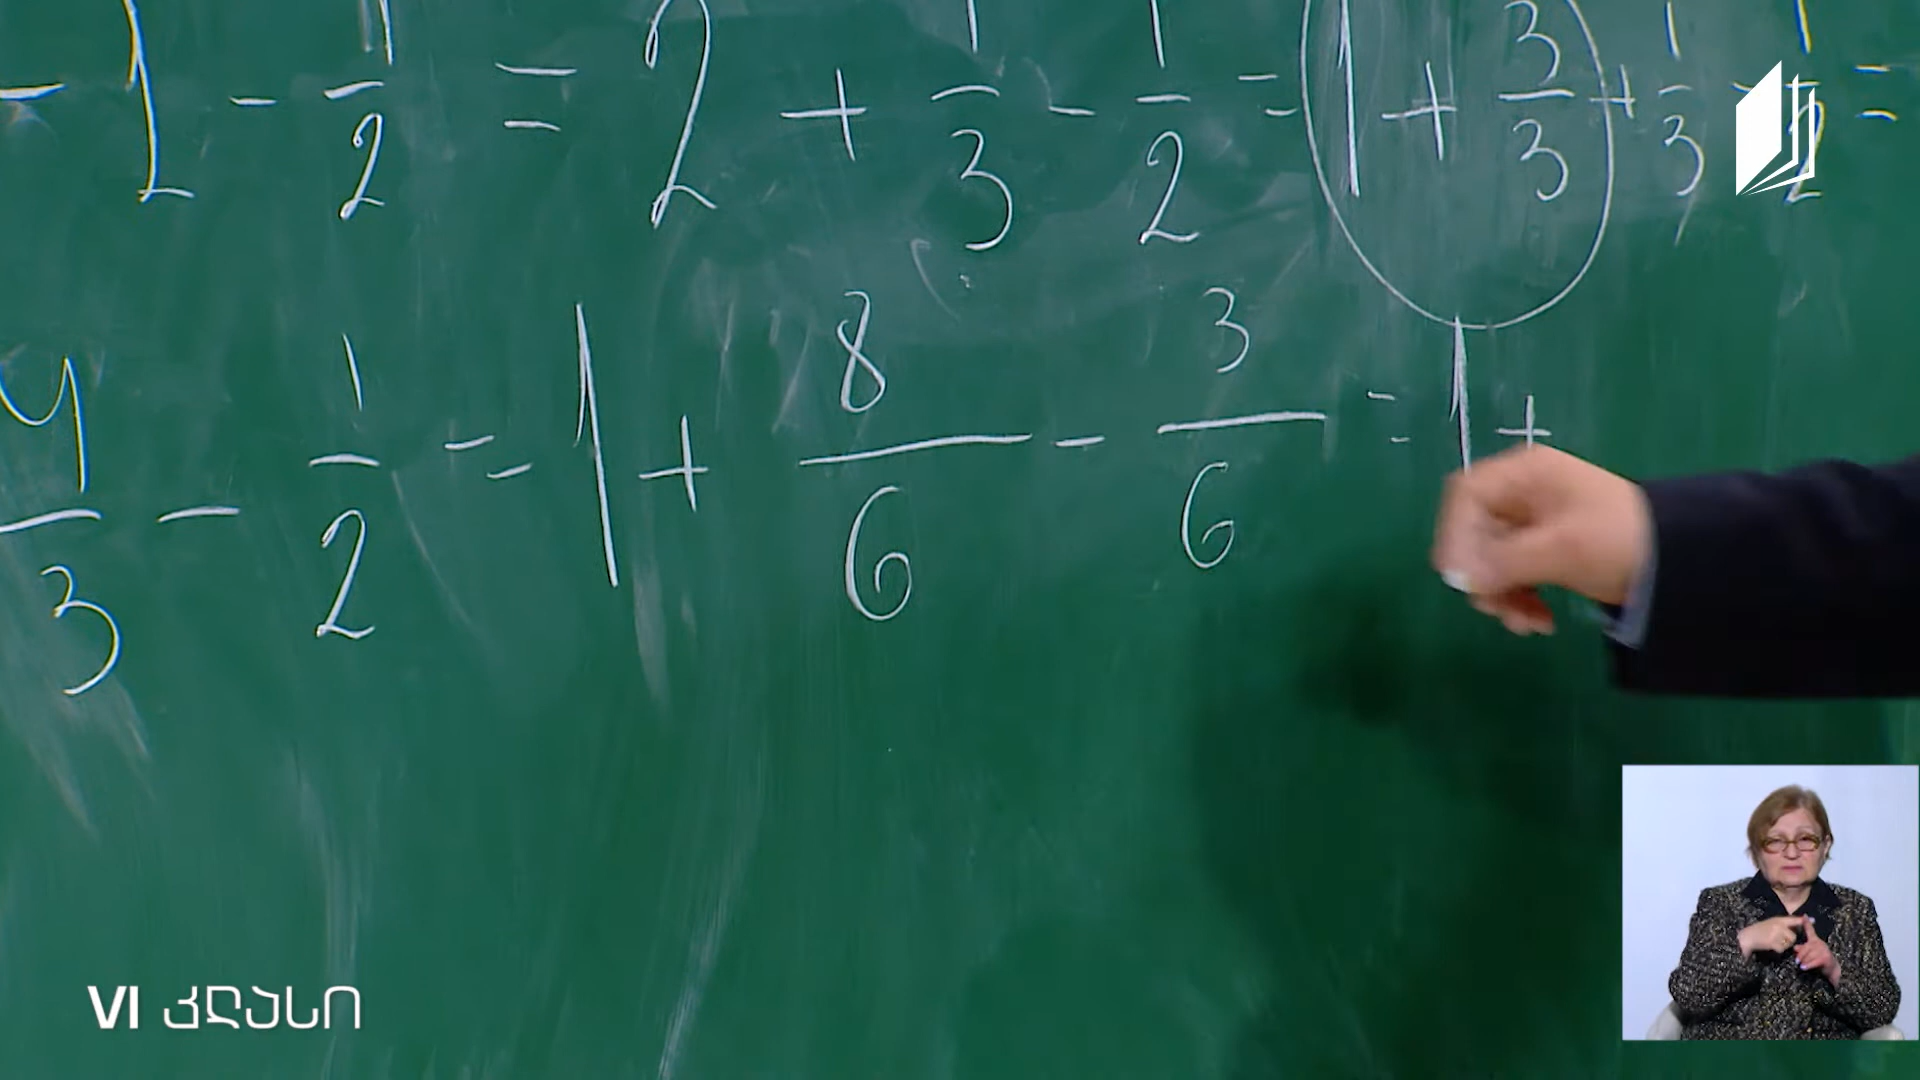 - 1 - 1/2 = 2 + 1/3 - 1/2 = 1 + 3/3 + 1/3 - 1/2 =
4/3 - 1/2 = 1 + 8/6 - 3/6 = 1 +
VI კლასი